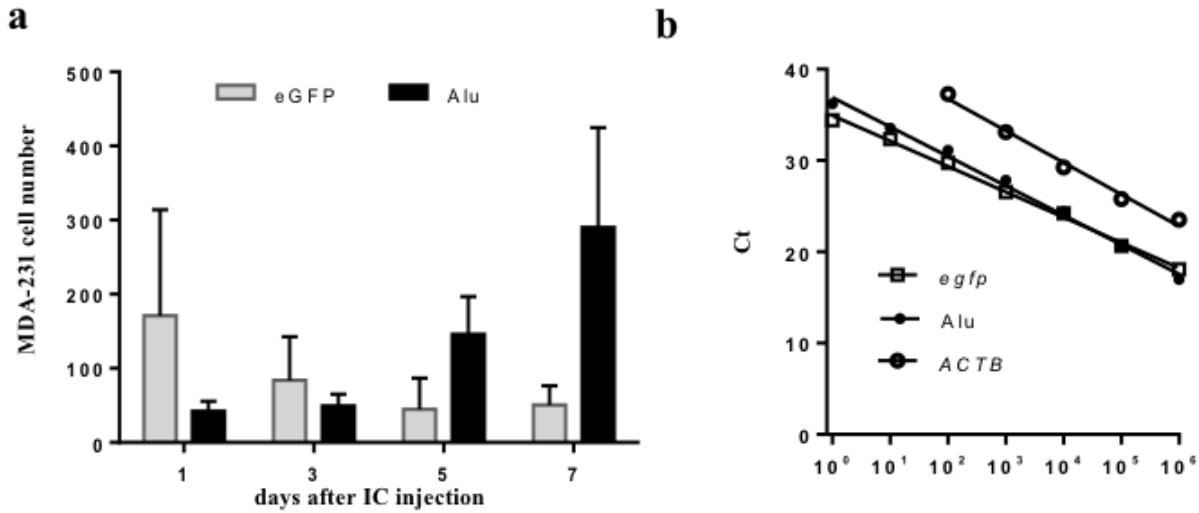 a
500
400
300
200
100
0
MDA-231 cell number
eGFP
Alu
1 3 5 7
days after IC injection
b
40
30
20
10
0
Ct
egfp
Alu
ACTB
10⁰ 10¹ 10² 10³ 10⁴ 10⁵ 10⁶